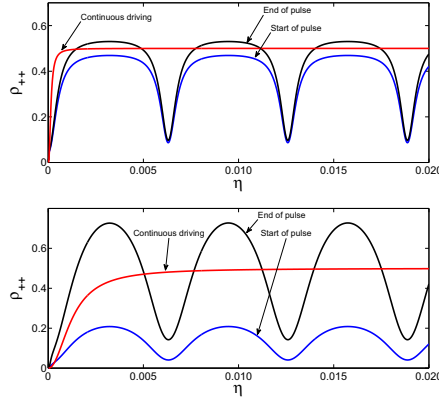 0.6
0.4
0.2
0
ρ++
Continuous driving
End of pulse
Start of pulse
0 0.005 0.010 0.015 0.020
η
0.6
0.4
0.2
0
ρ++
End of pulse
Continuous driving
Start of pulse
0 0.005 0.010 0.015 0.020
η